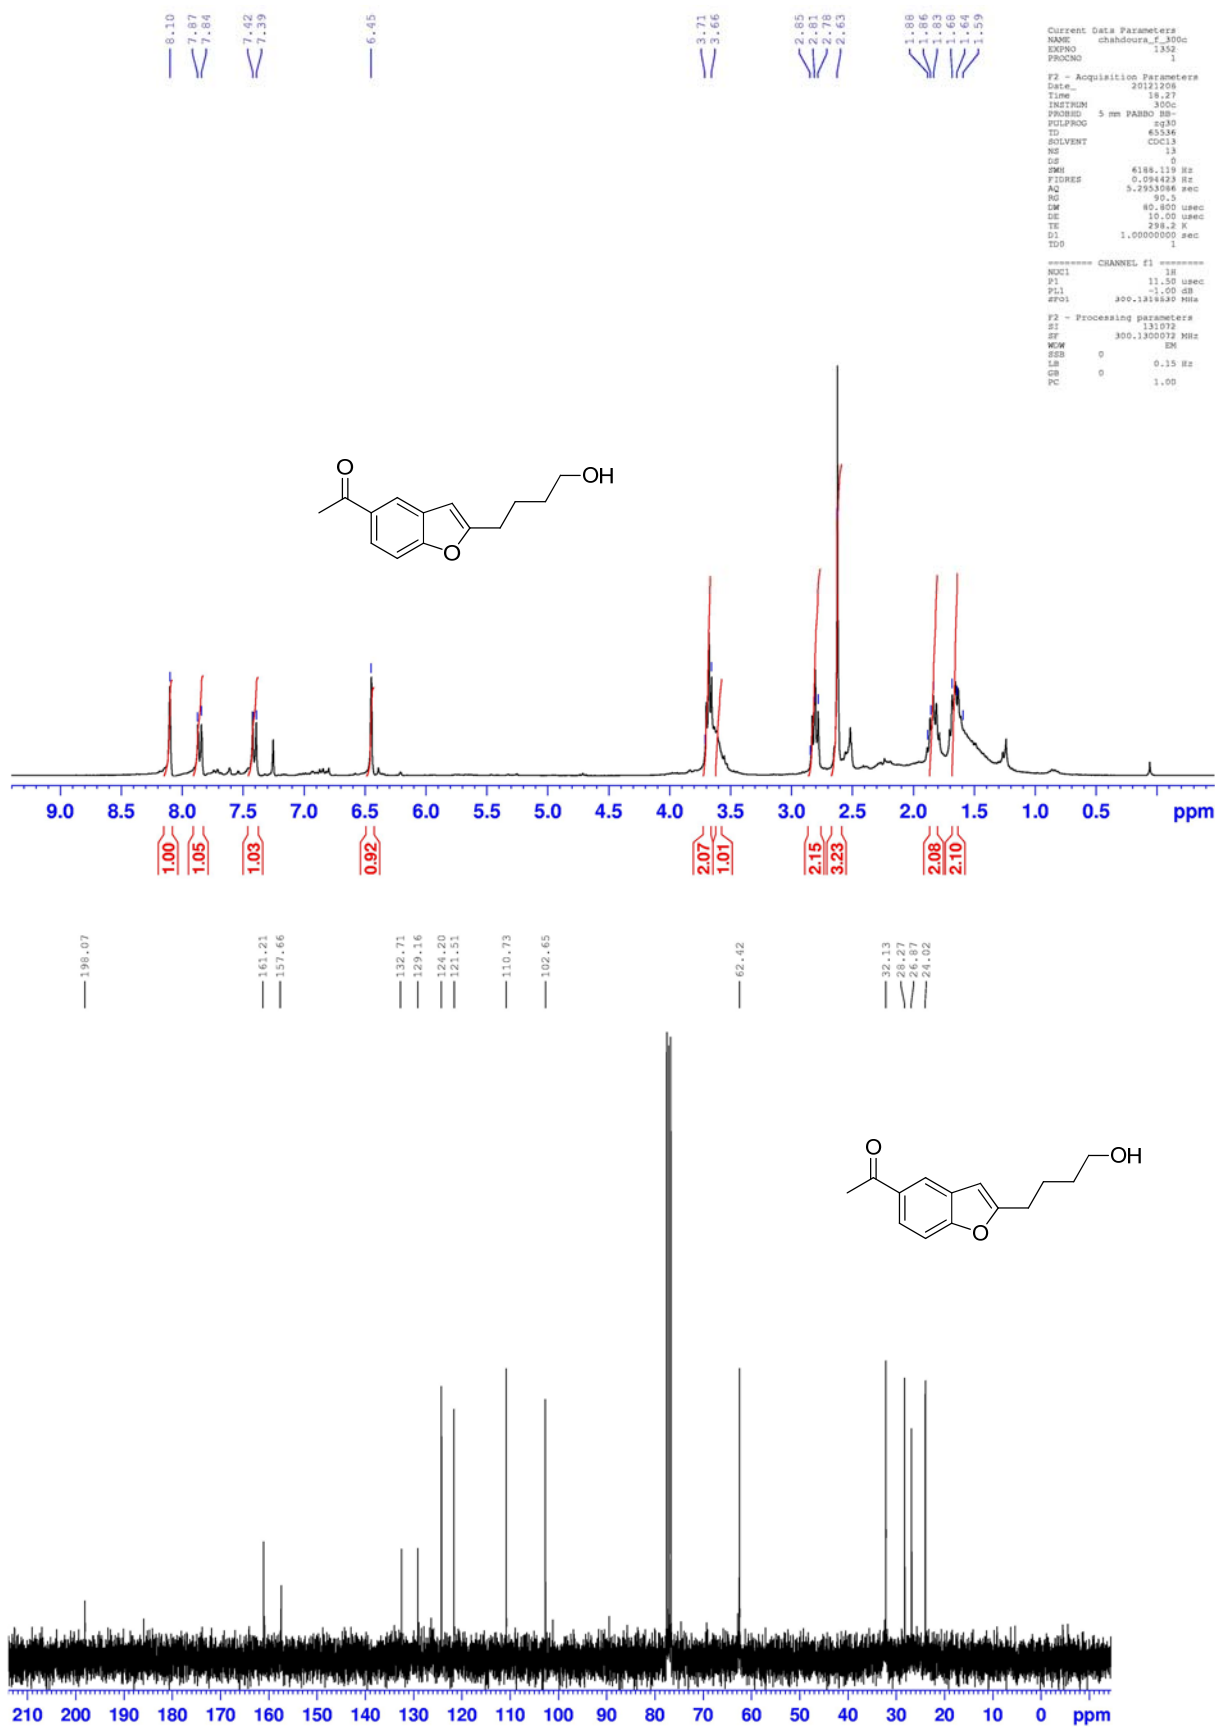 8.10
7.87
7.84
7.42
7.39
6.45
3.71
3.66
2.85
2.81
2.78
2.63
1.88
1.86
1.83
1.68
1.64
1.59
Current Data Parameters
NAME chahdoura_f_300c
EXPNO 1352
PROCNO 1
F2 - Acquisition Parameters
Date_ 20121206
Time 18.27
INSTRUM 300c
PROBHD 5 mm PABBO BB-
PULPROG zg30
TD 65536
SOLVENT CDCl3
NS 13
DS 0
SWH 6188.119 Hz
FIDRES 0.094423 Hz
AQ 5.2953086 sec
RG 90.5
DW 80.800 usec
DE 10.00 usec
TE 298.2 K
D1 1.00000000 sec
TD0 1
======== CHANNEL f1 ========
NUC1 1H
P1 11.50 usec
PL1 -1.00 dB
SFO1 300.1318530 MHz
F2 - Processing parameters
SI 131072
SF 300.1300072 MHz
WDW EM
SSB 0
LB 0.15 Hz
GB 0
PC 1.00
O
OH
O
9.0 8.5 8.0 7.5 7.0 6.5 6.0 5.5 5.0 4.5 4.0 3.5 3.0 2.5 2.0 1.5 1.0 0.5 ppm
1.00
1.05
1.03
0.92
2.07
1.01
2.15
3.23
2.08
2.10
198.07
161.21
157.66
132.71
129.16
124.20
121.51
110.73
102.65
62.42
32.13
28.27
26.87
24.02
O
OH
O
210 200 190 180 170 160 150 140 130 120 110 100 90 80 70 60 50 40 30 20 10 0 ppm